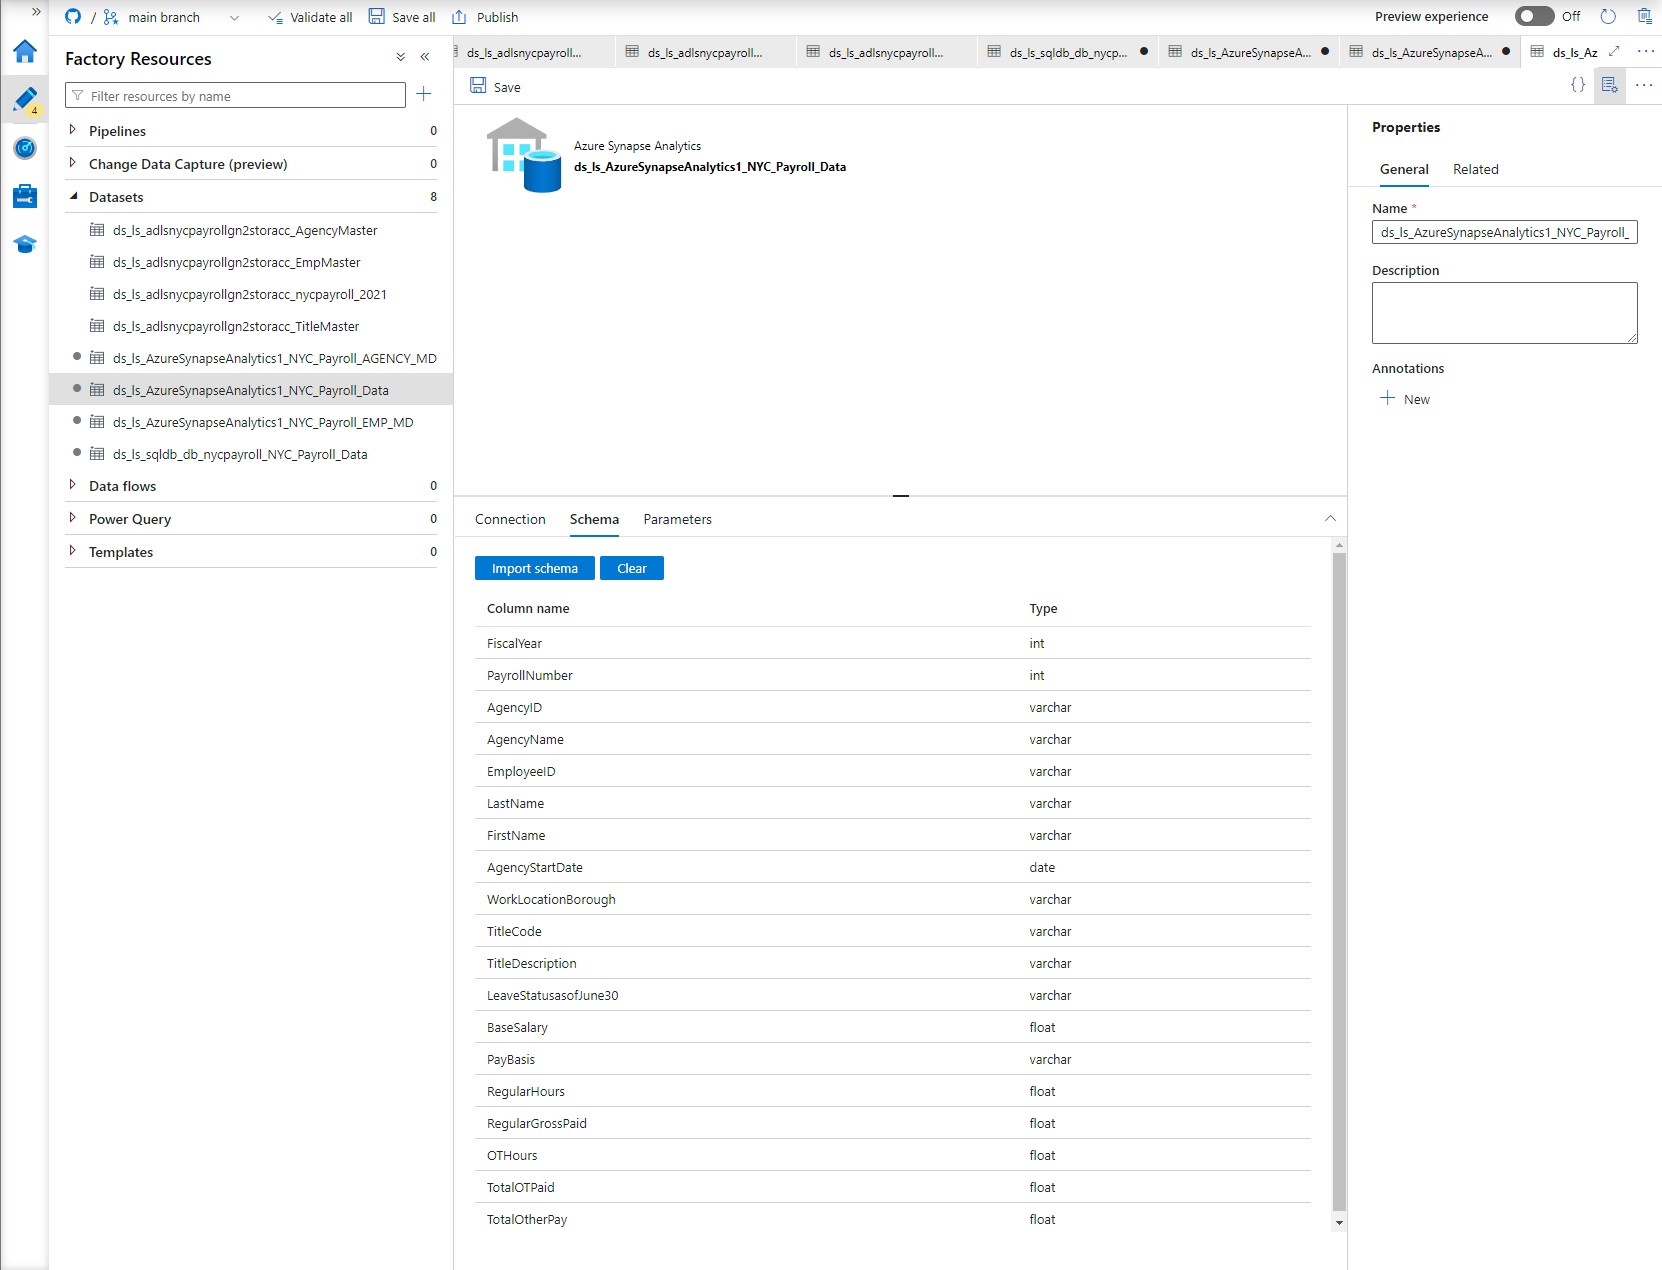 » / main branch Validate all Save all Publish Preview experience Off
Factory Resources
Filter resources by name
Pipelines 0
Change Data Capture (preview) 0
Datasets 8
ds_ls_adlsnycpayrollgn2storacc_AgencyMaster
ds_ls_adlsnycpayrollgn2storacc_EmpMaster
ds_ls_adlsnycpayrollgn2storacc_nycpayroll_2021
ds_ls_adlsnycpayrollgn2storacc_TitleMaster
ds_ls_AzureSynapseAnalytics1_NYC_Payroll_AGENCY_MD
ds_ls_AzureSynapseAnalytics1_NYC_Payroll_Data
ds_ls_AzureSynapseAnalytics1_NYC_Payroll_EMP_MD
ds_ls_sqldb_db_nycpayroll_NYC_Payroll_Data
Data flows 0
Power Query 0
Templates 0
4
ds_ls_adlsnycpayroll... ds_ls_adlsnycpayroll... ds_ls_adlsnycpayroll... ds_ls_sqldb_db_nycp... ds_ls_AzureSynapseA... ds_ls_AzureSynapseA... ds_ls_Az
Save {} ...
Azure Synapse Analytics
ds_ls_AzureSynapseAnalytics1_NYC_Payroll_Data
Connection Schema Parameters
Import schema Clear
Column name Type
FiscalYear int
PayrollNumber int
AgencyID varchar
AgencyName varchar
EmployeeID varchar
LastName varchar
FirstName varchar
AgencyStartDate date
WorkLocationBorough varchar
TitleCode varchar
TitleDescription varchar
LeaveStatusasofJune30 varchar
BaseSalary float
PayBasis varchar
RegularHours float
RegularGrossPaid float
OTHours float
TotalOTPaid float
TotalOtherPay float
Properties
General Related
Name *
ds_ls_AzureSynapseAnalytics1_NYC_Payroll_
Description
Annotations
New